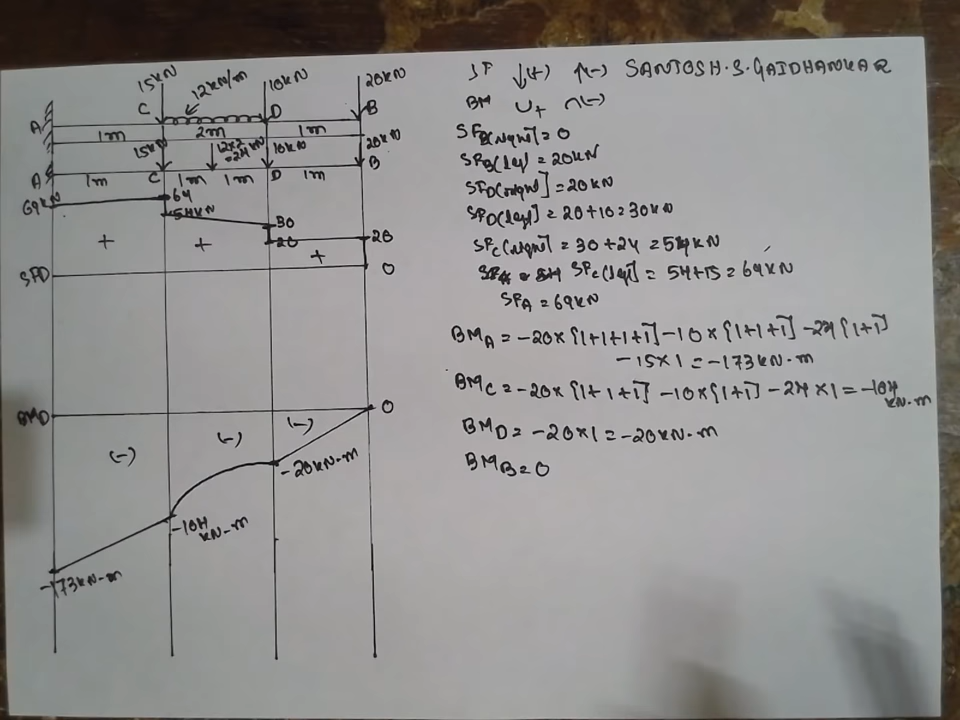 15KN
12KN/m
10KN
20KN
C D B
A
1m 2m 1m
15KN 12×2 =24KN 10KN 20KN
A 1m C 1m 1m D 1m B
69KN 69
54KN
30
20 20
+ + +
SFD 0
BMD 0
(-) (-) (-)
-20KN-m
-104 KN-m
-173KN-m
SF ↓(+) ↑(-) SANTOSH.S.GAIDHANKAR
BM ∪+ ∩(-)
SFB(right) = 0
SFB(left) = 20KN
SFD(right) = 20KN
SFD(left) = 20+10=30KN
SFC(right) = 30+24=54KN
SFC(left) = 54+15=69KN
SFA=69KN
BMA = -20×{1+1+1+1} -10×{1+1+1} -24{1+1}
-15×1=-173KN-m
BMC = -20×{1+1+1} -10×{1+1} -24×1=-104
KN-m
BMD= -20×1=-20KN-m
BMB=0